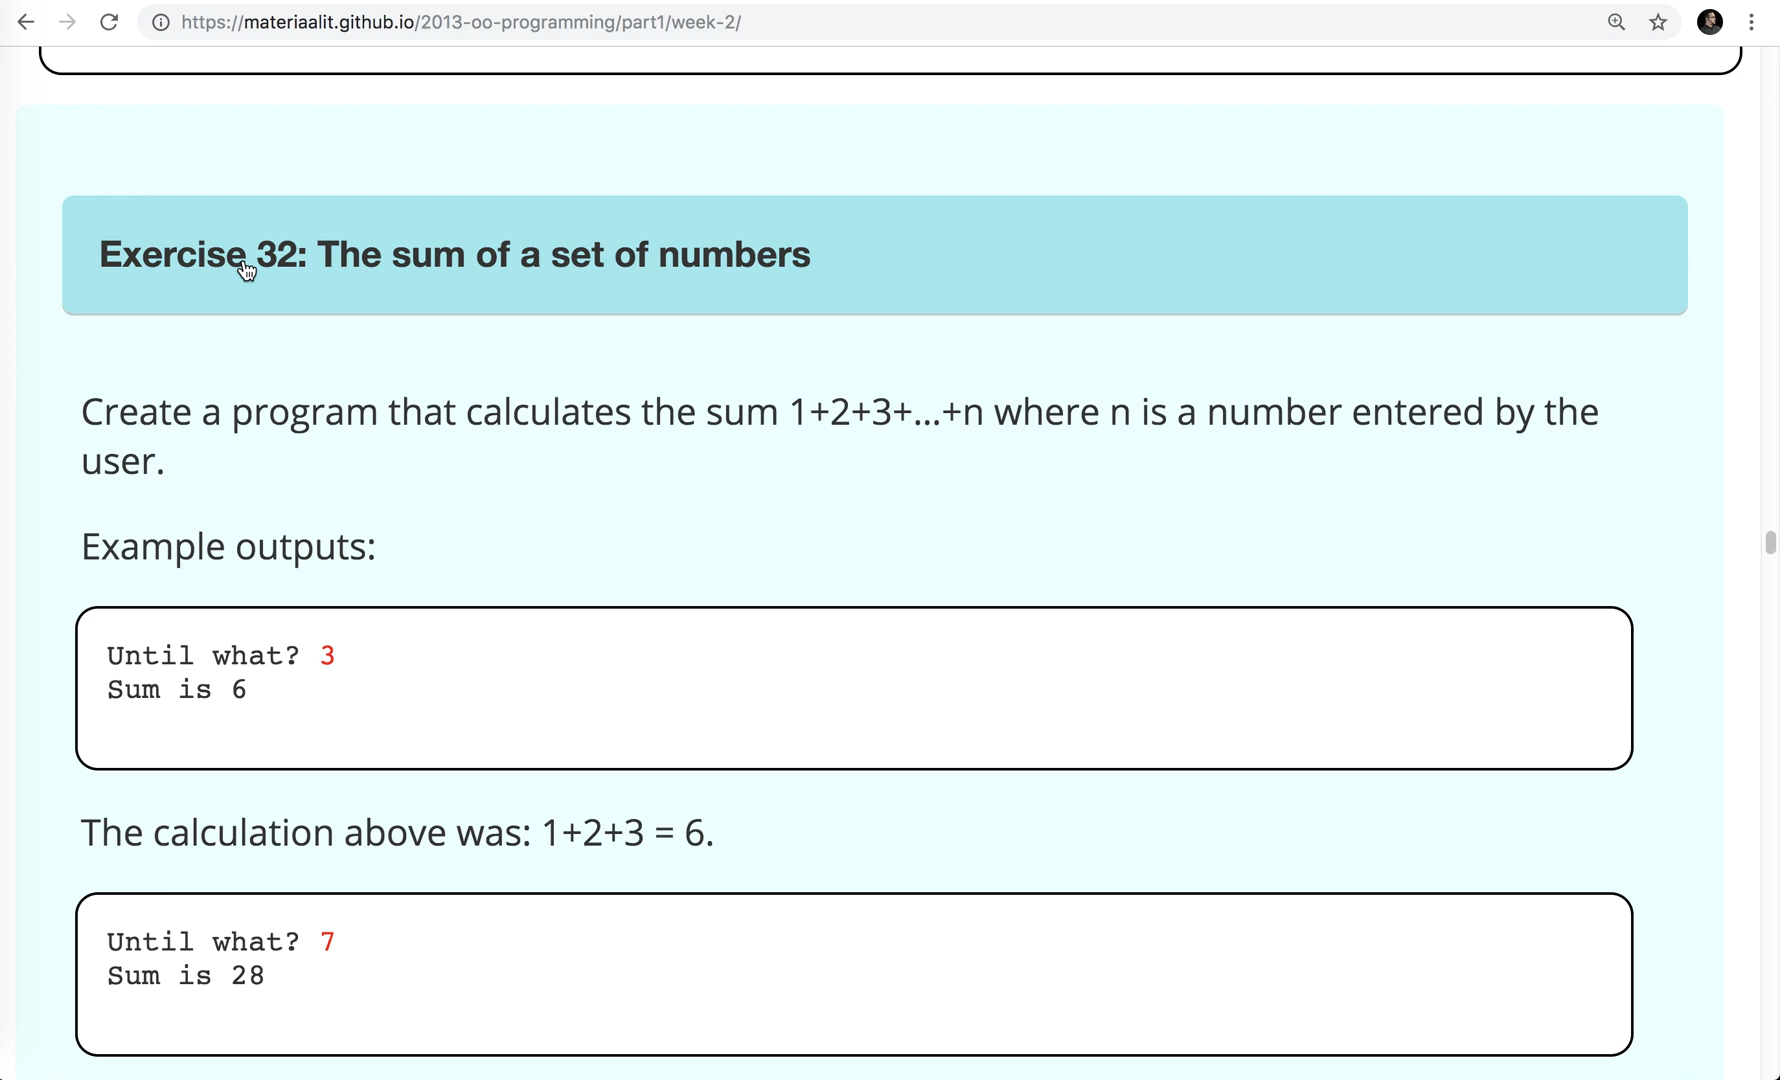 https://materiaalit.github.io/2013-oo-programming/part1/week-2/
Exercise 32: The sum of a set of numbers
Create a program that calculates the sum 1+2+3+...+n where n is a number entered by the
user.
Example outputs:
Until what? 3
Sum is 6
The calculation above was: 1+2+3 = 6.
Until what? 7
Sum is 28